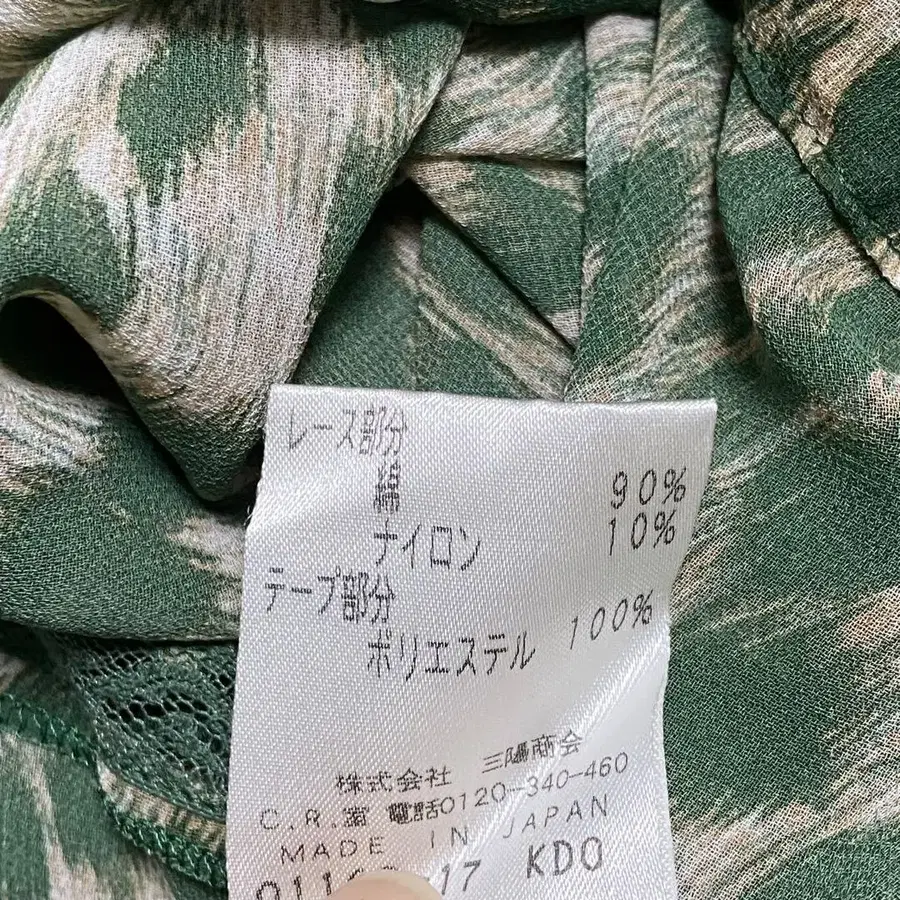 レース部分
綿 90%
ナイロン 10%
テープ部分
ポリエステル 100%
株式会社 三陽商会
C.R.室 電話0120-340-460
MADE IN JAPAN
17 KDO